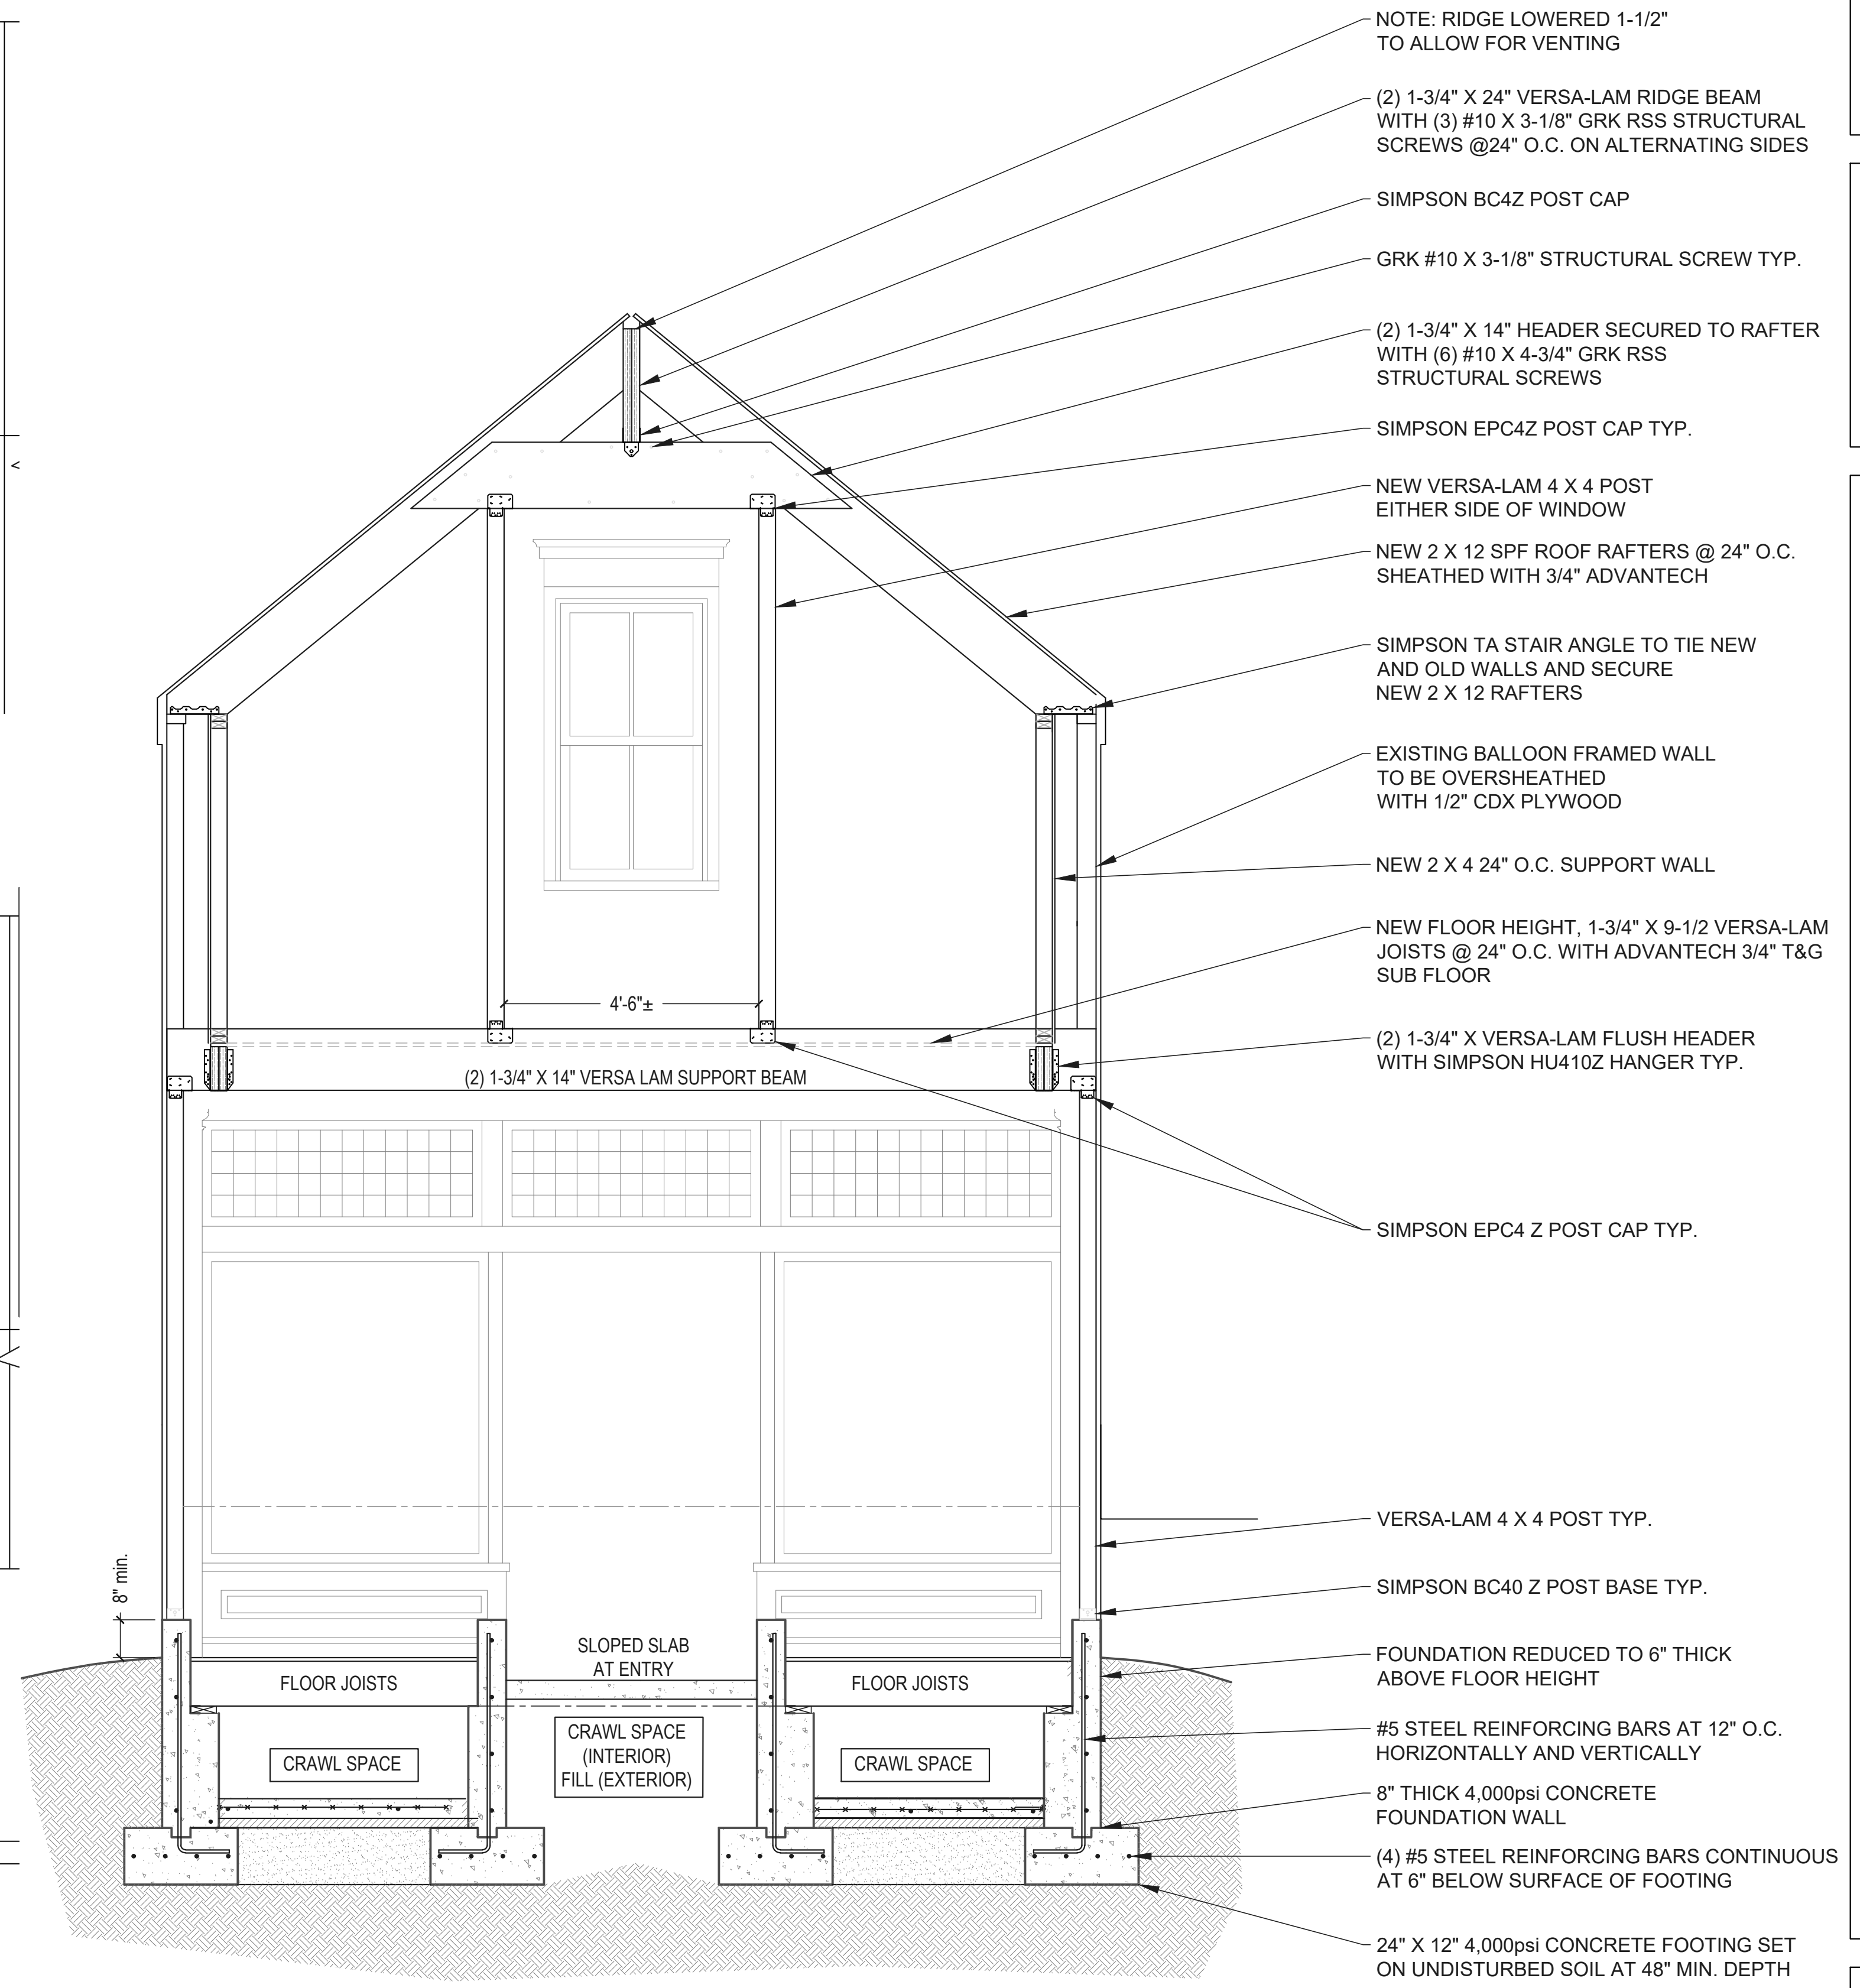 NOTE: RIDGE LOWERED 1-1/2"
TO ALLOW FOR VENTING
(2) 1-3/4" X 24" VERSA-LAM RIDGE BEAM
WITH (3) #10 X 3-1/8" GRK RSS STRUCTURAL
SCREWS @24" O.C. ON ALTERNATING SIDES
SIMPSON BC4Z POST CAP
GRK #10 X 3-1/8" STRUCTURAL SCREW TYP.
(2) 1-3/4" X 14" HEADER SECURED TO RAFTER
WITH (6) #10 X 4-3/4" GRK RSS
STRUCTURAL SCREWS
SIMPSON EPC4Z POST CAP TYP.
NEW VERSA-LAM 4 X 4 POST
EITHER SIDE OF WINDOW
NEW 2 X 12 SPF ROOF RAFTERS @ 24" O.C.
SHEATHED WITH 3/4" ADVANTECH
SIMPSON TA STAIR ANGLE TO TIE NEW
AND OLD WALLS AND SECURE
NEW 2 X 12 RAFTERS
EXISTING BALLOON FRAMED WALL
TO BE OVERSHEATHED
WITH 1/2" CDX PLYWOOD
NEW 2 X 4 24" O.C. SUPPORT WALL
NEW FLOOR HEIGHT, 1-3/4" X 9-1/2 VERSA-LAM
JOISTS @ 24" O.C. WITH ADVANTECH 3/4" T&G
SUB FLOOR
4'-6"±
(2) 1-3/4" X VERSA-LAM FLUSH HEADER
WITH SIMPSON HU410Z HANGER TYP.
(2) 1-3/4" X 14" VERSA LAM SUPPORT BEAM
SIMPSON EPC4 Z POST CAP TYP.
VERSA-LAM 4 X 4 POST TYP.
SIMPSON BC40 Z POST BASE TYP.
8" min.
SLOPED SLAB
AT ENTRY
FLOOR JOISTS
FLOOR JOISTS
FOUNDATION REDUCED TO 6" THICK
ABOVE FLOOR HEIGHT
CRAWL SPACE
CRAWL SPACE
(INTERIOR)
FILL (EXTERIOR)
CRAWL SPACE
#5 STEEL REINFORCING BARS AT 12" O.C.
HORIZONTALLY AND VERTICALLY
8" THICK 4,000psi CONCRETE
FOUNDATION WALL
(4) #5 STEEL REINFORCING BARS CONTINUOUS
AT 6" BELOW SURFACE OF FOOTING
24" X 12" 4,000psi CONCRETE FOOTING SET
ON UNDISTURBED SOIL AT 48" MIN. DEPTH